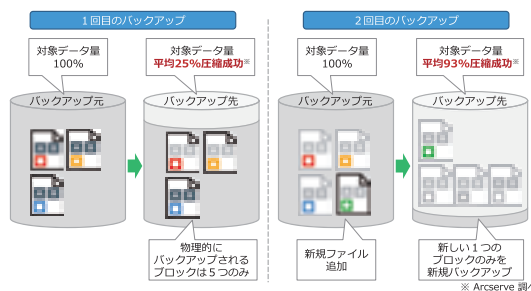 1回目のバックアップ
対象データ量
100%
対象データ量
平均25%圧縮成功※
バックアップ元
バックアップ先
物理的に
バックアップされる
ブロックは5つのみ
2回目のバックアップ
対象データ量
100%
対象データ量
平均93%圧縮成功※
バックアップ元
バックアップ先
新規ファイル
追加
新しい1つの
ブロックのみを
新規バックアップ
※ Arcserve 調